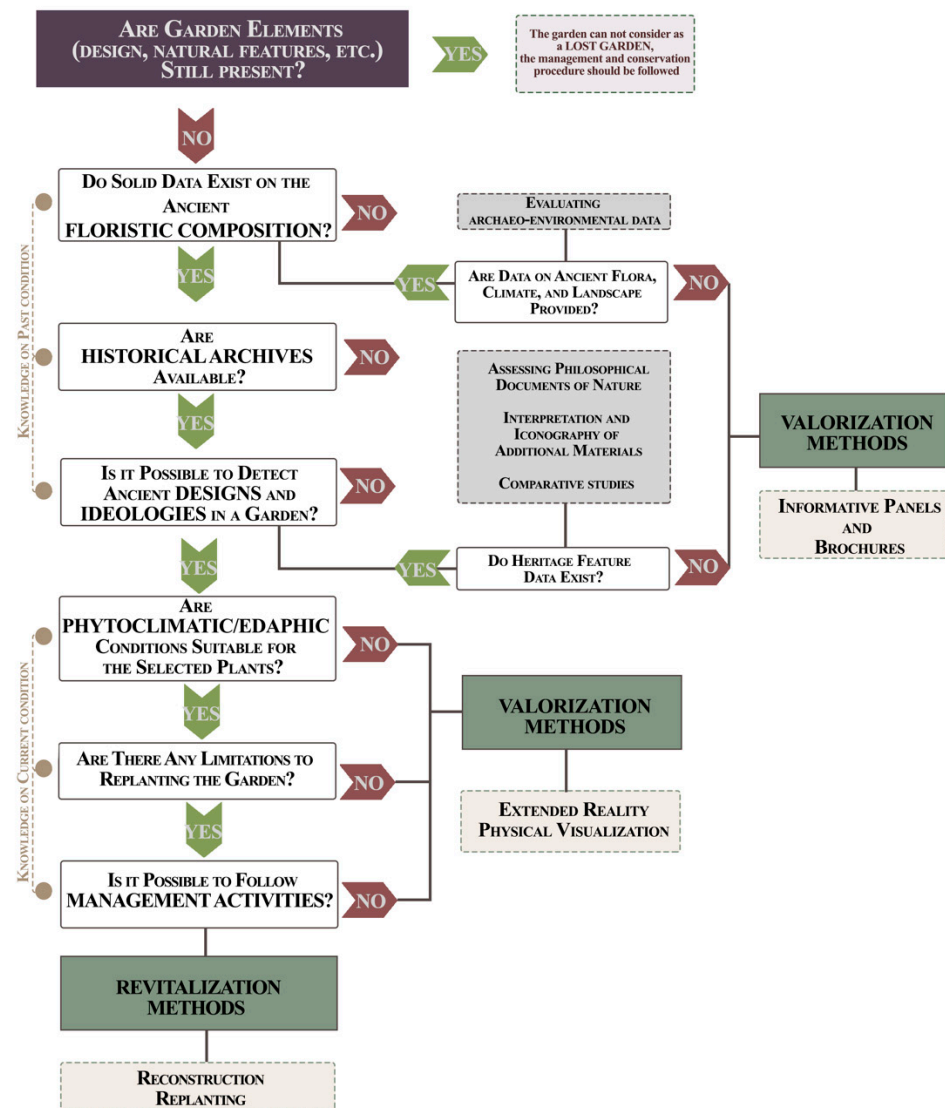 ARE GARDEN ELEMENTS
(DESIGN, NATURAL FEATURES, ETC.)
STILL PRESENT?
YES
The garden can not consider as
a LOST GARDEN,
the management and conservation
procedure should be followed
NO
DO SOLID DATA EXIST ON THE
ANCIENT
FLORISTIC COMPOSITION?
NO
EVALUATING
ARCHAEO-ENVIRONMENTAL DATA
YES
YES
ARE DATA ON ANCIENT FLORA,
CLIMATE, AND LANDSCAPE
PROVIDED?
NO
KNOWLEDGE ON PAST CONDITION
ARE
HISTORICAL ARCHIVES
AVAILABLE?
NO
ASSESSING PHILOSOPHICAL
DOCUMENTS OF NATURE
INTERPRETATION AND
ICONOGRAPHY OF
ADDITIONAL MATERIALS
COMPARATIVE STUDIES
VALORIZATION
METHODS
INFORMATIVE PANELS
AND
BROCHURES
YES
IS IT POSSIBLE TO DETECT
ANCIENT DESIGNS AND
IDEOLOGIES IN A GARDEN?
NO
YES
YES
DO HERITAGE FEATURE
DATA EXIST?
NO
ARE
PHYTOCLIMATIC/EDAPHIC
CONDITIONS SUITABLE FOR
THE SELECTED PLANTS?
NO
KNOWLEDGE ON CURRENT CONDITION
YES
VALORIZATION
METHODS
EXTENDED REALITY
PHYSICAL VISUALIZATION
ARE THERE ANY LIMITATIONS TO
REPLANTING THE GARDEN?
NO
YES
IS IT POSSIBLE TO FOLLOW
MANAGEMENT ACTIVITIES?
NO
REVITALIZATION
METHODS
RECONSTRUCTION
REPLANTING